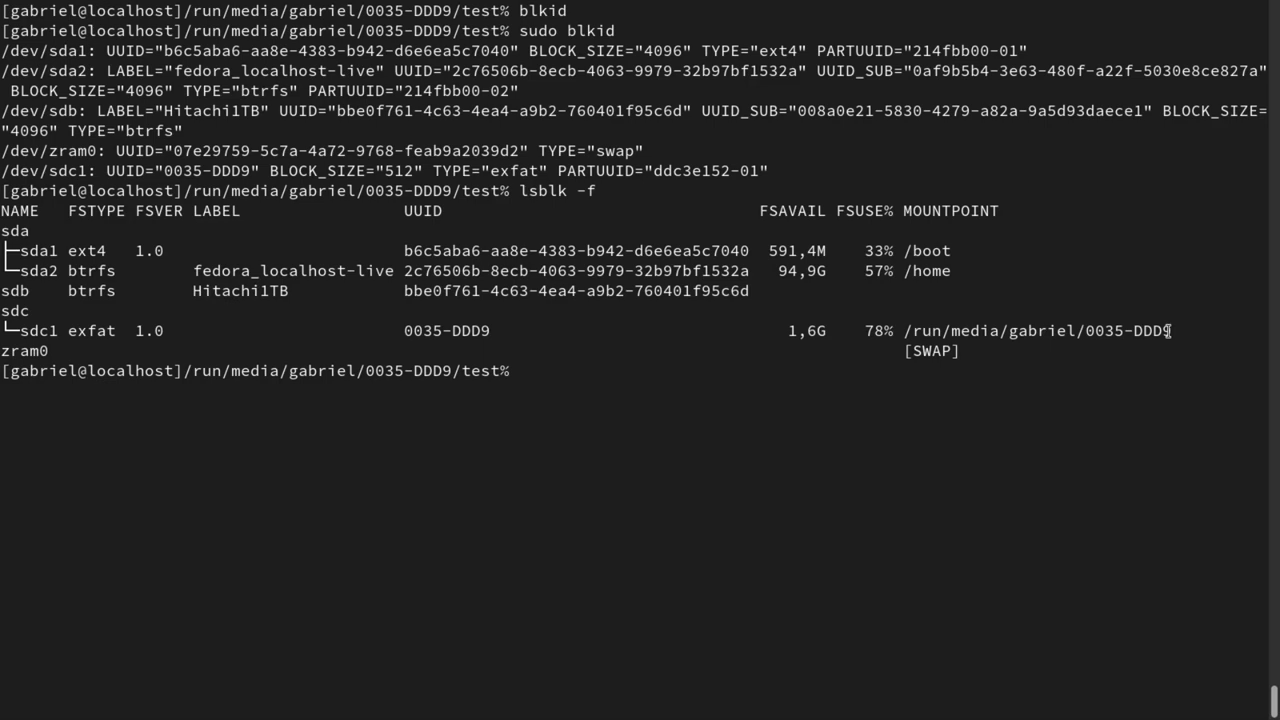 [gabriel@localhost]/run/media/gabriel/0035-DDD9/test% blkid
[gabriel@localhost]/run/media/gabriel/0035-DDD9/test% sudo blkid
/dev/sda1: UUID="b6c5aba6-aa8e-4383-b942-d6e6ea5c7040" BLOCK_SIZE="4096" TYPE="ext4" PARTUUID="214fbb00-01"
/dev/sda2: LABEL="fedora_localhost-live" UUID="2c76506b-8ecb-4063-9979-32b97bf1532a" UUID_SUB="0af9b5b4-3e63-480f-a22f-5030e8ce827a"
BLOCK_SIZE="4096" TYPE="btrfs" PARTUUID="214fbb00-02"
/dev/sdb: LABEL="Hitachi1TB" UUID="bbe0f761-4c63-4ea4-a9b2-760401f95c6d" UUID_SUB="008a0e21-5830-4279-a82a-9a5d93daece1" BLOCK_SIZE=
"4096" TYPE="btrfs"
/dev/zram0: UUID="07e29759-5c7a-4a72-9768-feab9a2039d2" TYPE="swap"
/dev/sdc1: UUID="0035-DDD9" BLOCK_SIZE="512" TYPE="exfat" PARTUUID="ddc3e152-01"
[gabriel@localhost]/run/media/gabriel/0035-DDD9/test% lsblk -f
NAME   FSTYPE FSVER LABEL                 UUID                                 FSAVAIL FSUSE% MOUNTPOINT
sda
├─sda1 ext4   1.0                         b6c5aba6-aa8e-4383-b942-d6e6ea5c7040  591,4M    33% /boot
└─sda2 btrfs        fedora_localhost-live 2c76506b-8ecb-4063-9979-32b97bf1532a   94,9G    57% /home
sdb    btrfs        Hitachi1TB            bbe0f761-4c63-4ea4-a9b2-760401f95c6d
sdc
└─sdc1 exfat  1.0                         0035-DDD9                               1,6G    78% /run/media/gabriel/0035-DDD9
zram0                                                                                         [SWAP]
[gabriel@localhost]/run/media/gabriel/0035-DDD9/test%